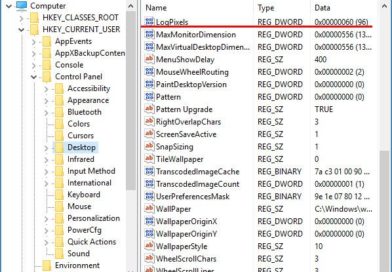 Computer
HKEY_CLASSES_ROOT
HKEY_CURRENT_USER
AppEvents
AppXBackupConten
Console
Control Panel
Accessibility
Appearance
Bluetooth
Colors
Cursors
Desktop
Infrared
Input Method
International
Keyboard
Mouse
Personalization
PowerCfg
Quick Actions
Sound
Environment
Name Type Data
LogPixels REG_DWORD 0x00000060 (96)
MaxMonitorDimension REG_DWORD 0x00000556 (13...
MaxVirtualDesktopDimen... REG_DWORD 0x00000556 (13...
MenuShowDelay REG_SZ 400
MouseWheelRouting REG_DWORD 0x00000002 (2)
PaintDesktopVersion REG_DWORD 0x00000000 (0)
Pattern REG_DWORD 0x00000000 (0)
Pattern Upgrade REG_SZ TRUE
RightOverlapChars REG_SZ 3
ScreenSaveActive REG_SZ 1
SnapSizing REG_SZ 1
TileWallpaper REG_SZ 0
TranscodedImageCache REG_BINARY 7a c3 01 00 90 ...
TranscodedImageCount REG_DWORD 0x00000001 (1)
UserPreferencesMask REG_BINARY 9e 1e 07 80 12 ...
WallPaper REG_SZ C:\Windows\w...
WallpaperOriginX REG_DWORD 0x00000000 (0)
WallpaperOriginY REG_DWORD 0x00000000 (0)
WallpaperStyle REG_SZ 10
WheelScrollChars REG_SZ 3
WheelScrollLines REG_SZ 3